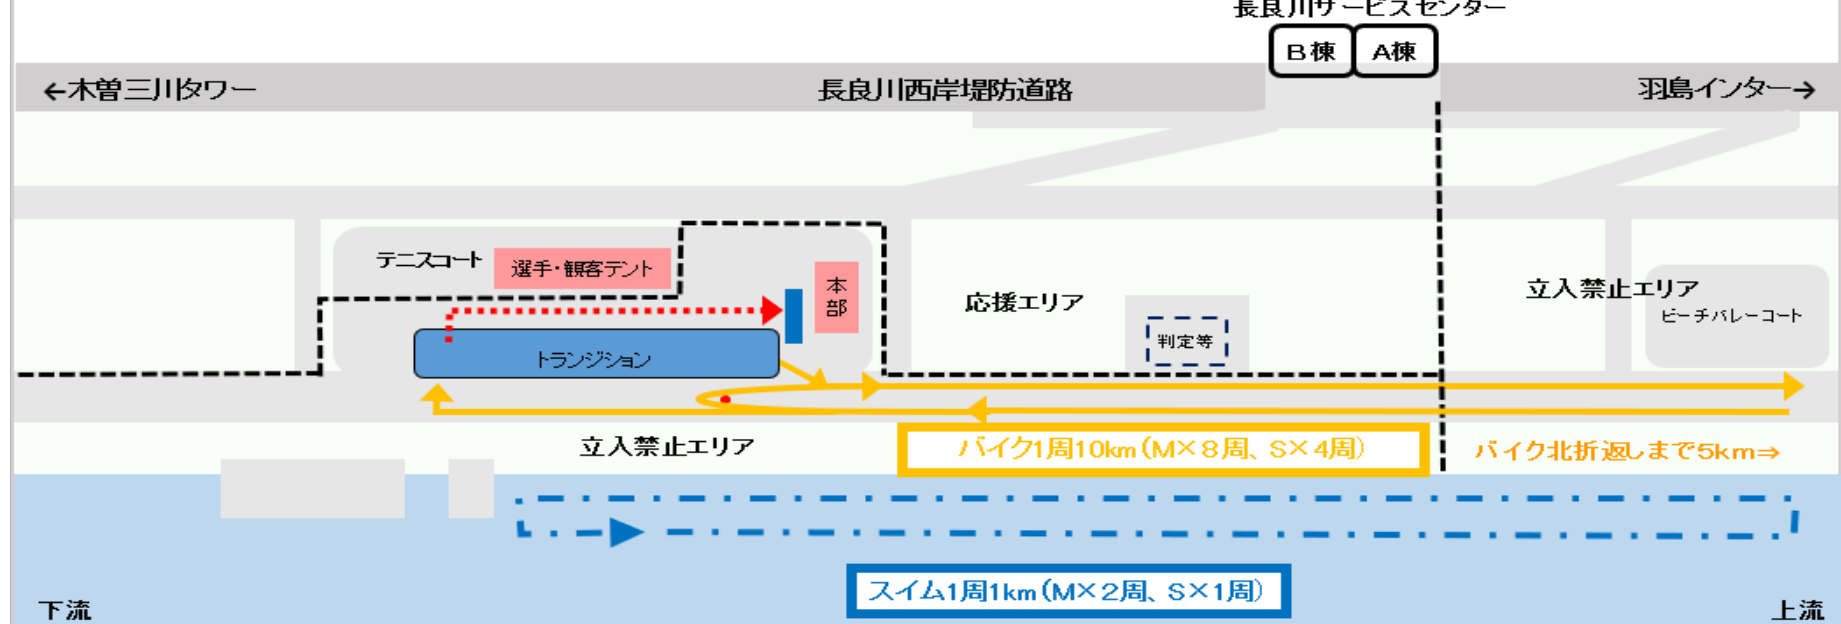 長良川サービスセンター
B棟 A棟
←木曽三川タワー 長良川西岸堤防道路 羽島インター→
テニスコート 選手・観客テント
本部
応援エリア
立入禁止エリア
ビーチバレーコート
判定等
トランジション
立入禁止エリア
バイク1周10km(M×8周、S×4周)
バイク北折返しまで5km⇒
スイム1周1km(M×2周、S×1周)
下流 上流